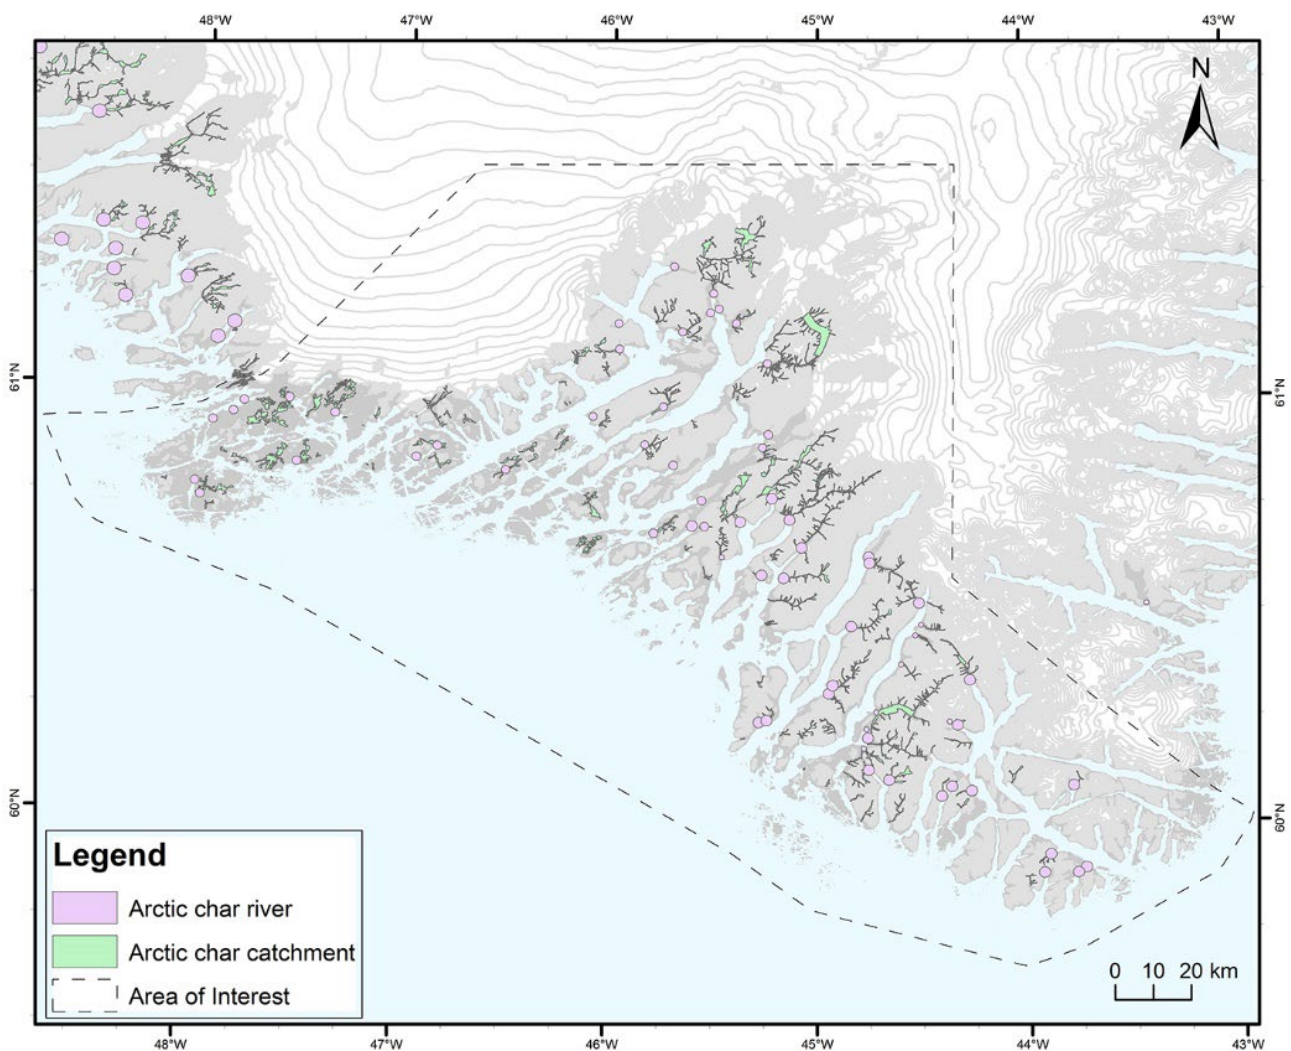 48°W 47°W 46°W 45°W 44°W 43°W
N
61°N 61°N
60°N 60°N
Legend
Arctic char river
Arctic char catchment
Area of Interest
0 10 20 km
48°W 47°W 46°W 45°W 44°W 43°W